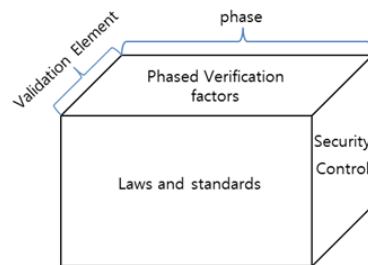 phase
Validation Element
Phased Verification
factors
Security
Control
Laws and standards